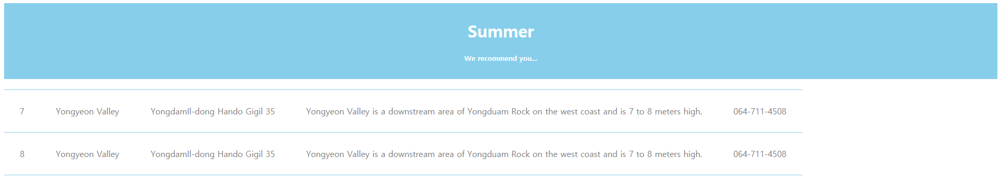 Summer
We recommend you...
7 Yongyeon Valley YongdamIl-dong Hando Gigil 35 Yongyeon Valley is a downstream area of Yongduam Rock on the west coast and is 7 to 8 meters high. 064-711-4508
8 Yongyeon Valley YongdamIl-dong Hando Gigil 35 Yongyeon Valley is a downstream area of Yongduam Rock on the west coast and is 7 to 8 meters high. 064-711-4508